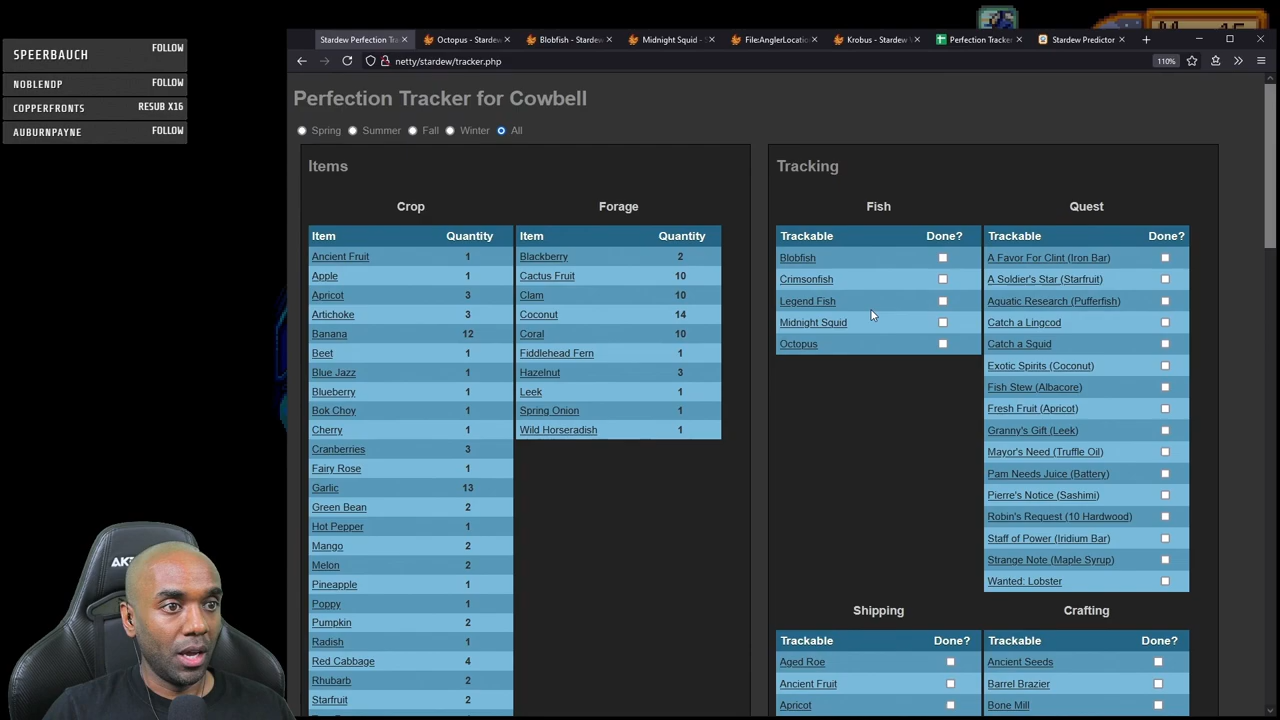 SPEERBAUCH FOLLOW
NOBLENDP FOLLOW
COPPERFRONTS RESUB X16
AUBURNPAYNE FOLLOW
Stardew Perfection Tra
Octopus - Stardew
Blobfish - Stardew
Midnight Squid -
File:AnglerLocatio
Krobus - Stardew V
Perfection Tracker
Stardew Predictor
netty/stardew/tracker.php
110%
Perfection Tracker for Cowbell
Spring Summer Fall Winter All
Items
Crop
Item Quantity
Ancient Fruit 1
Apple 1
Apricot 3
Artichoke 3
Banana 12
Beet 1
Blue Jazz 1
Blueberry 1
Bok Choy 1
Cherry 1
Cranberries 3
Fairy Rose 1
Garlic 13
Green Bean 2
Hot Pepper 1
Mango 2
Melon 2
Pineapple 1
Poppy 1
Pumpkin 2
Radish 1
Red Cabbage 4
Rhubarb 2
Starfruit 2
Forage
Item Quantity
Blackberry 2
Cactus Fruit 10
Clam 10
Coconut 14
Coral 10
Fiddlehead Fern 1
Hazelnut 3
Leek 1
Spring Onion 1
Wild Horseradish 1
Tracking
Fish
Trackable Done?
Blobfish
Crimsonfish
Legend Fish
Midnight Squid
Octopus
Quest
Trackable Done?
A Favor For Clint (Iron Bar)
A Soldier's Star (Starfruit)
Aquatic Research (Pufferfish)
Catch a Lingcod
Catch a Squid
Exotic Spirits (Coconut)
Fish Stew (Albacore)
Fresh Fruit (Apricot)
Granny's Gift (Leek)
Mayor's Need (Truffle Oil)
Pam Needs Juice (Battery)
Pierre's Notice (Sashimi)
Robin's Request (10 Hardwood)
Staff of Power (Iridium Bar)
Strange Note (Maple Syrup)
Wanted: Lobster
Shipping
Trackable Done?
Aged Roe
Ancient Fruit
Apricot
Crafting
Trackable Done?
Ancient Seeds
Barrel Brazier
Bone Mill